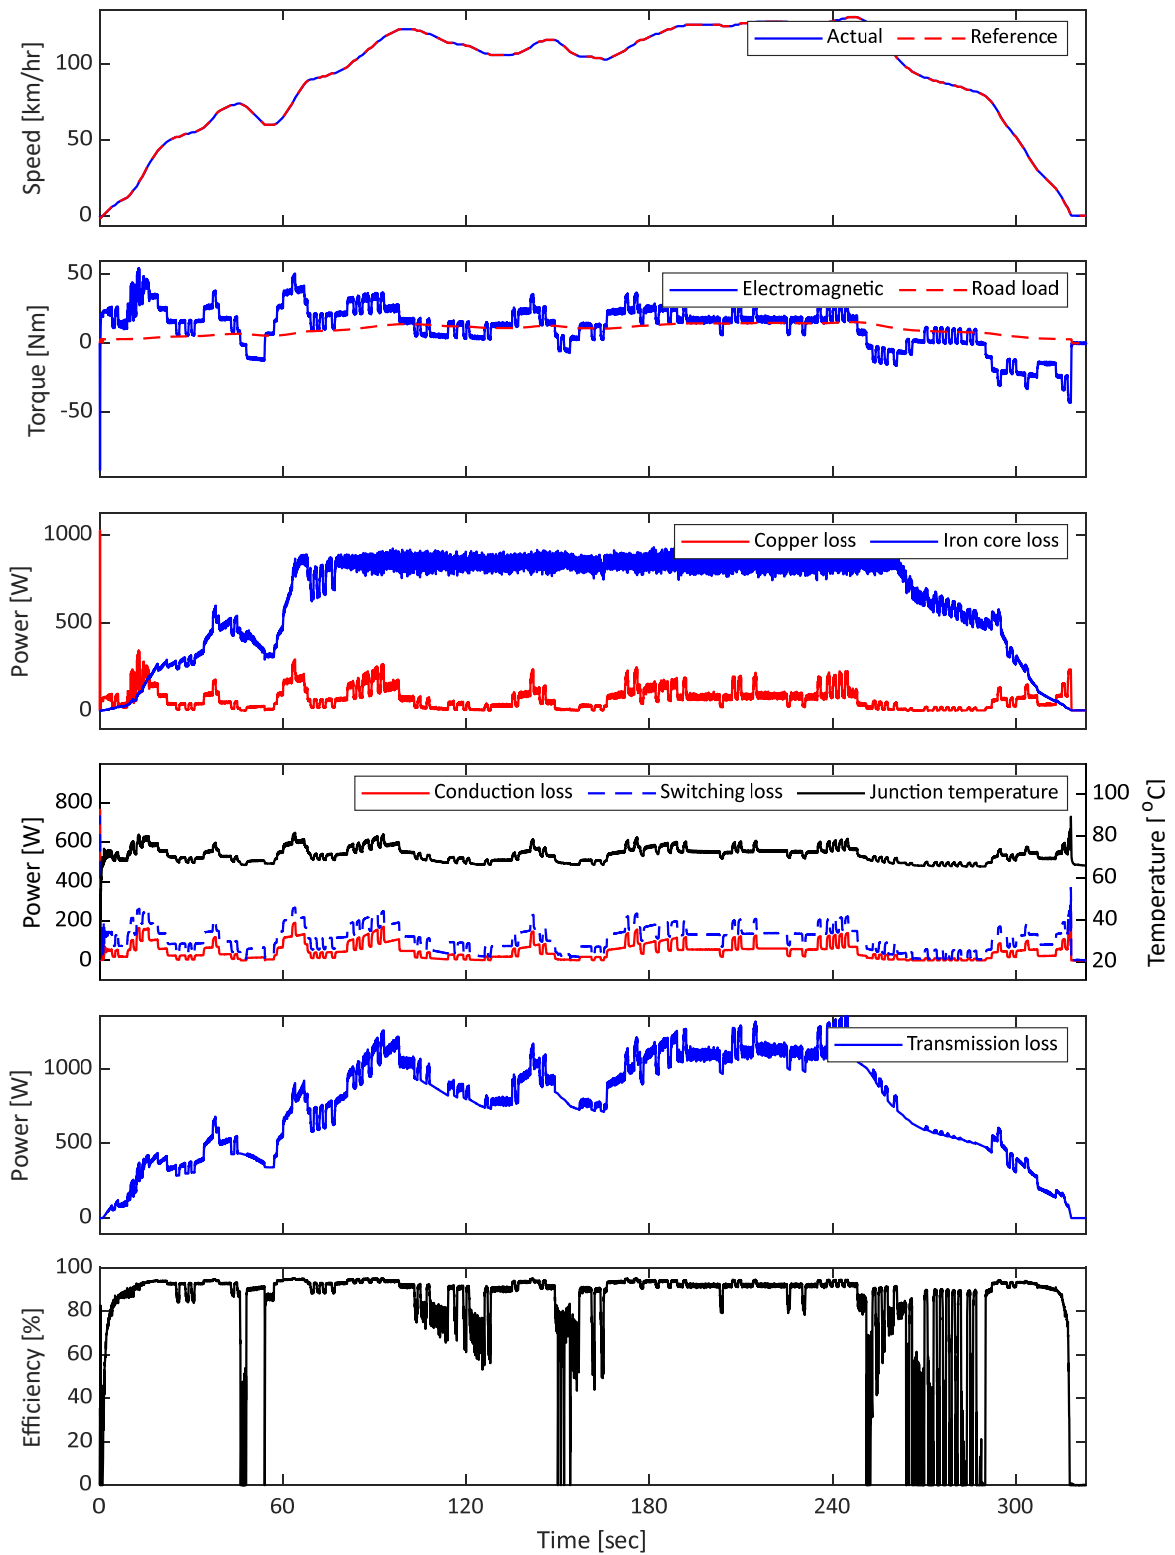 Speed [km/hr]
100
50
0
Actual
Reference
Torque [Nm]
50
0
-50
Electromagnetic
Road load
Power [W]
1000
500
0
Copper loss
Iron core loss
Power [W]
800
600
400
200
0
Conduction loss
Switching loss
Junction temperature
100
80
60
40
20
Temperature [°C]
Power [W]
1000
500
0
Transmission loss
Efficiency [%]
100
80
60
40
20
0
0 60 120 180 240 300
Time [sec]